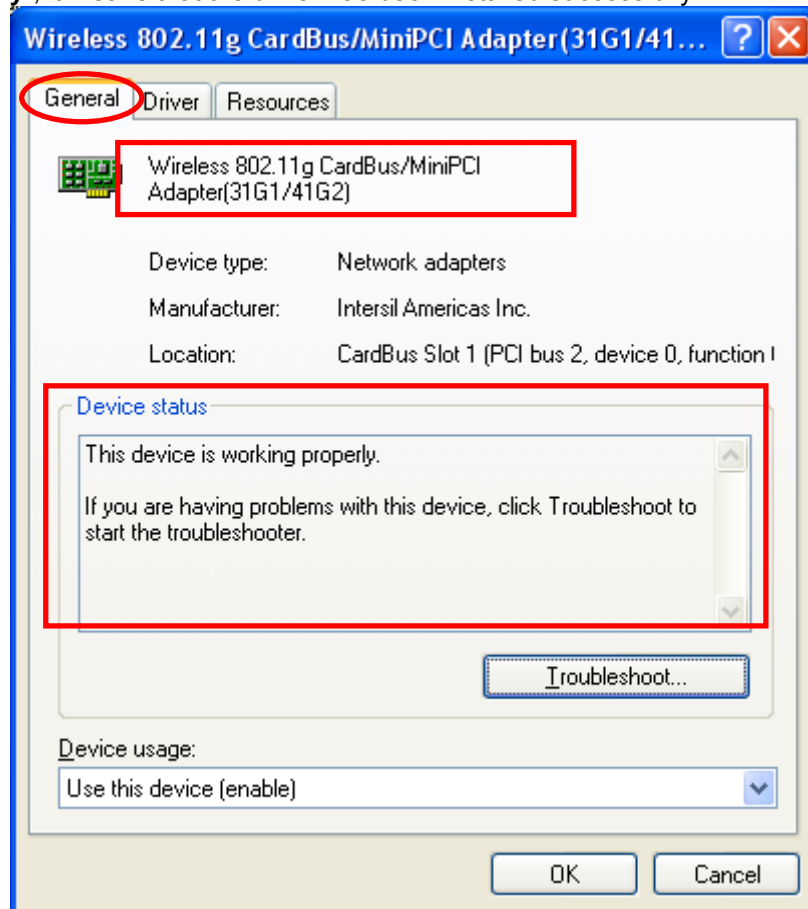 Wireless 802.11g CardBus/MiniPCI Adapter(31G1/41...
General Driver Resources
Wireless 802.11g CardBus/MiniPCI
Adapter(31G1/41G2)
Device type: Network adapters
Manufacturer: Intersil Americas Inc.
Location: CardBus Slot 1 (PCI bus 2, device 0, function
Device status
This device is working properly.
If you are having problems with this device, click Troubleshoot to
start the troubleshooter.
Troubleshoot...
Device usage:
Use this device (enable)
OK Cancel